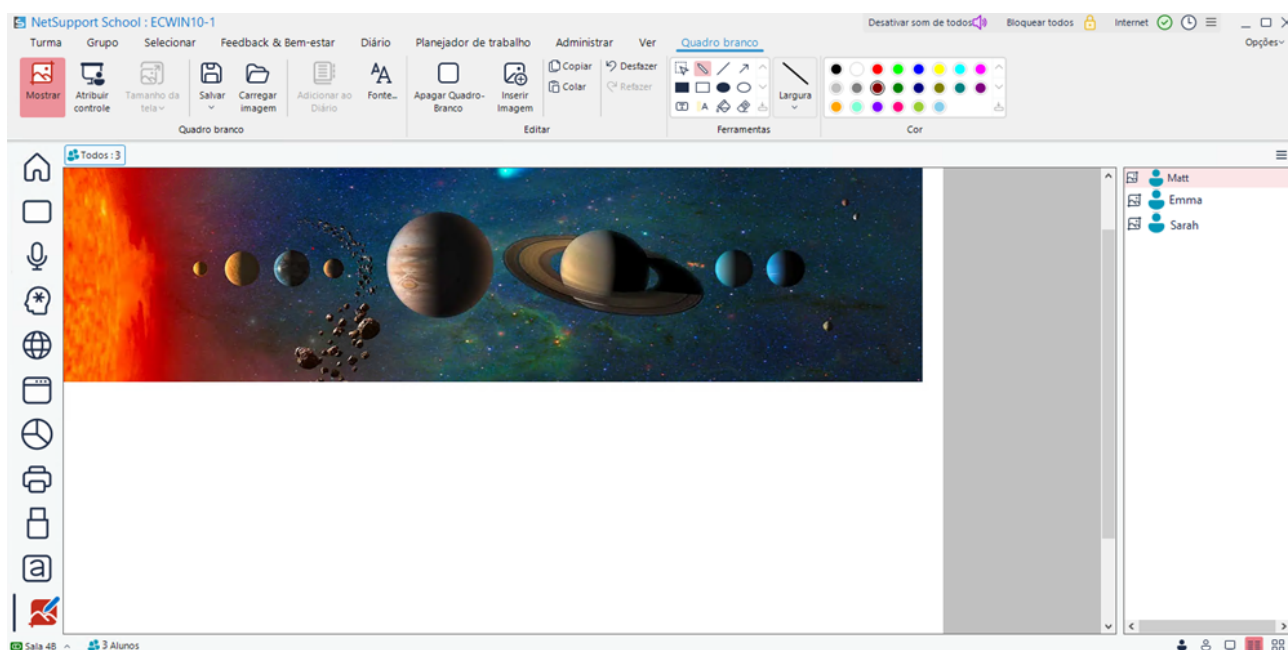 NetSupport School : ECWIN10-1
Desativar som de todos
Bloquear todos
Internet
Turma
Grupo
Selecionar
Feedback & Bem-estar
Diário
Planejador de trabalho
Administrar
Ver
Quadro branco
Opções
Mostrar
Atribuir controle
Tamanho da tela
Salvar
Carregar imagem
Adicionar ao Diário
Fonte...
Apagar Quadro-Branco
Inserir Imagem
Copiar
Colar
Desfazer
Refazer
Largura
Quadro branco
Editar
Ferramentas
Cor
Todos : 3
Matt
Emma
Sarah
Sala 4B
3 Alunos